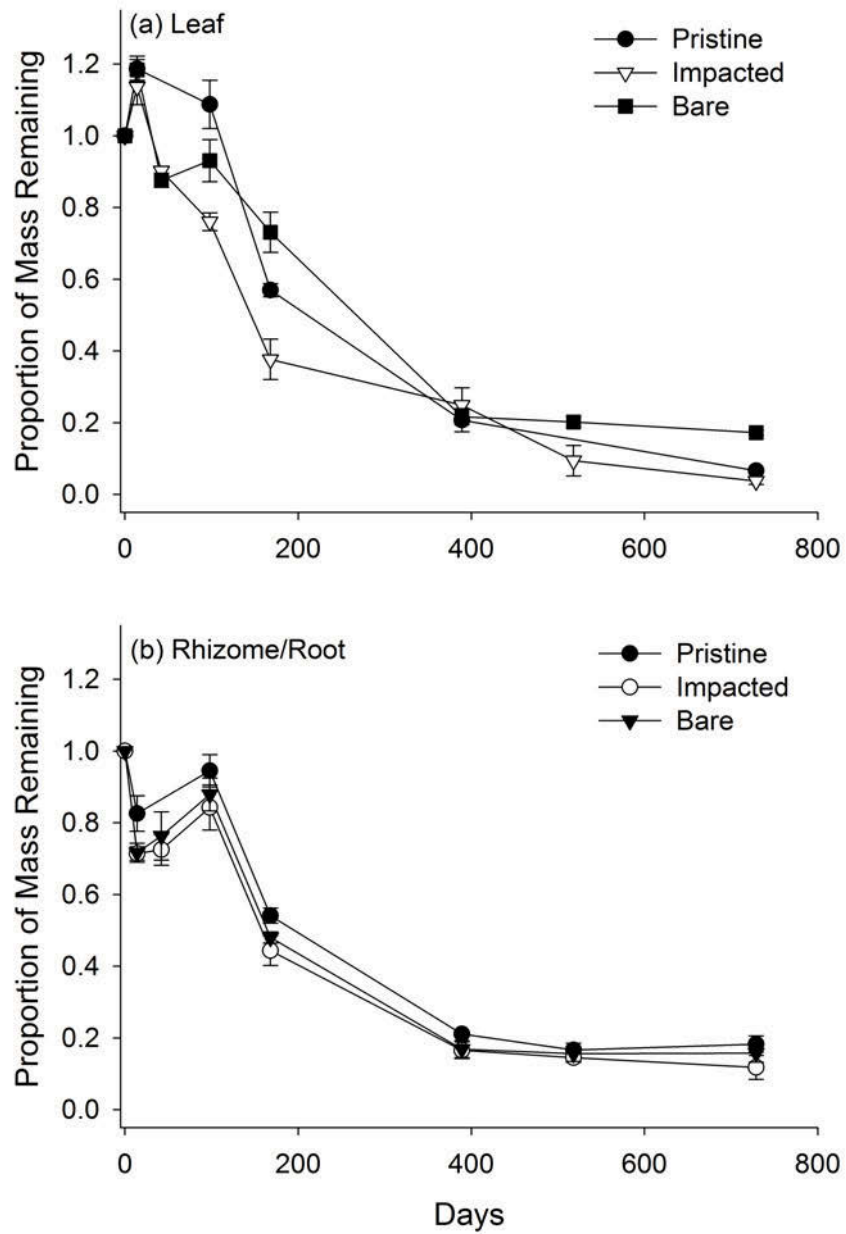 (a) Leaf
Pristine
Impacted
Bare
Proportion of Mass Remaining
1.2
1.0
0.8
0.6
0.4
0.2
0.0
0 200 400 600 800
(b) Rhizome/Root
Pristine
Impacted
Bare
Proportion of Mass Remaining
1.2
1.0
0.8
0.6
0.4
0.2
0.0
0 200 400 600 800
Days